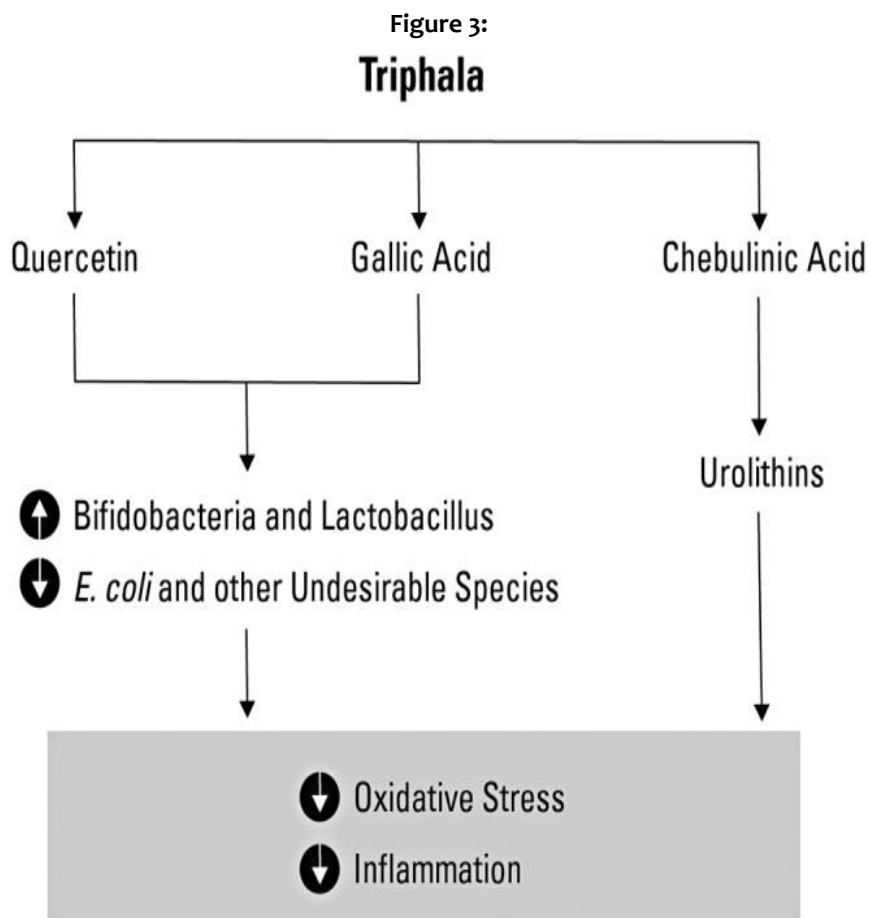 Figure 3:
Triphala
Quercetin
Gallic Acid
Chebulinic Acid
Urolithins
Bifidobacteria and Lactobacillus
E. coli and other Undesirable Species
Oxidative Stress
Inflammation